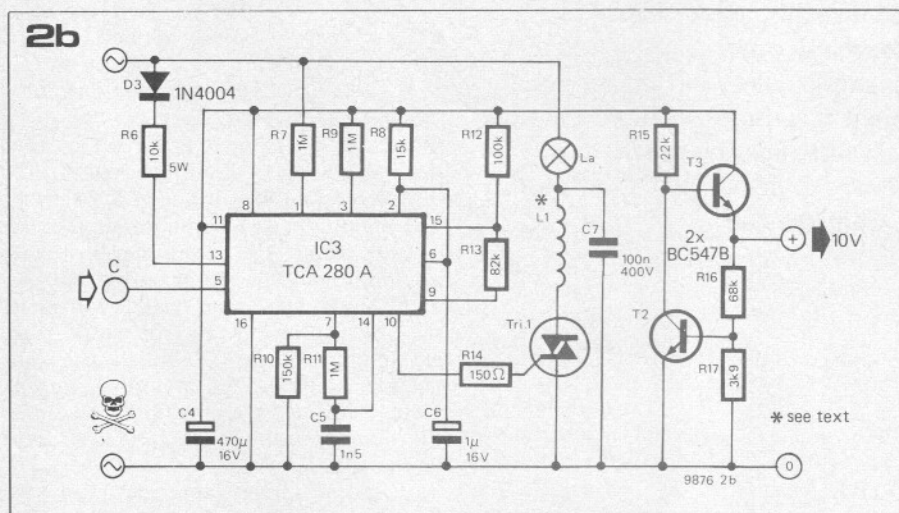 2b
D3
1N4004
R6
10k
5W
R7
1M
R9
1M
R8
15k
R12
100k
R15
22k
T3
La
* L1
C7
100n
400V
2x
BC547B
+
10V
8
1
3
2
11
15
13
6
5
9
16
7
14
10
IC3
TCA 280 A
C
R13
82k
R16
68k
T2
R10
150k
R11
1M
R14
150Ω
Tri.1
R17
3k9
C4
470µ
16V
C5
1n5
C6
1µ
16V
* see text
0
9876 2b